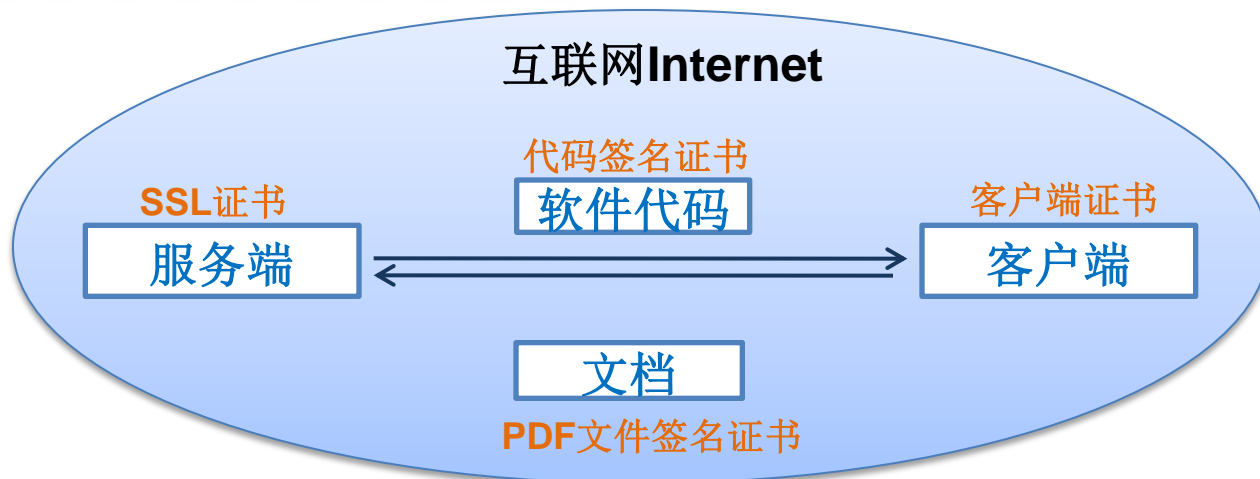 互联网Internet
代码签名证书
软件代码
SSL证书
服务端
客户端证书
客户端
文档
PDF文件签名证书